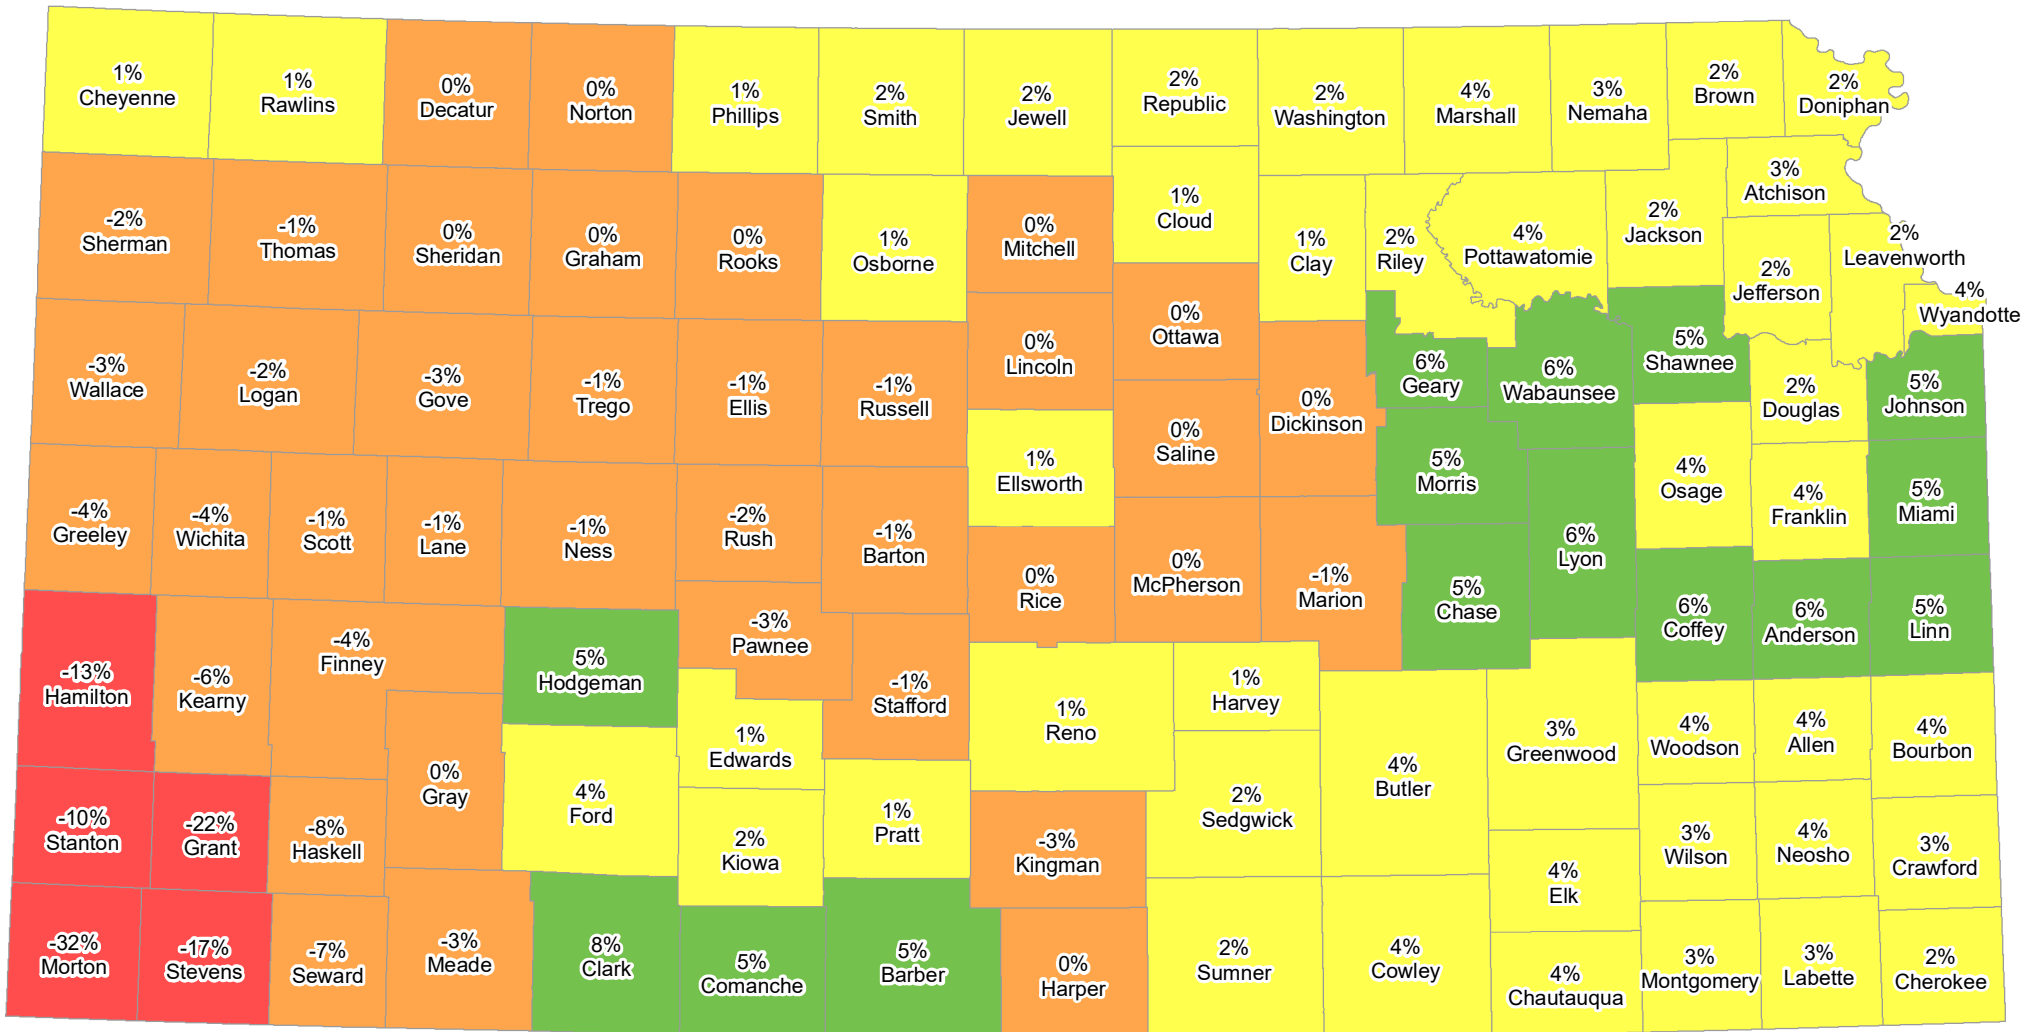 1%
Cheyenne
1%
Rawlins
0%
Decatur
0%
Norton
1%
Phillips
2%
Smith
2%
Jewell
2%
Republic
2%
Washington
4%
Marshall
3%
Nemaha
2%
Brown
2%
Doniphan
-2%
Sherman
-1%
Thomas
0%
Sheridan
0%
Graham
0%
Rooks
1%
Osborne
0%
Mitchell
1%
Cloud
1%
Clay
2%
Riley
4%
Pottawatomie
2%
Jackson
3%
Atchison
2%
Jefferson
2%
Leavenworth
4%
Wyandotte
-3%
Wallace
-2%
Logan
-3%
Gove
-1%
Trego
-1%
Ellis
-1%
Russell
0%
Lincoln
0%
Ottawa
0%
Dickinson
6%
Geary
6%
Wabaunsee
5%
Shawnee
2%
Douglas
5%
Johnson
-4%
Greeley
-4%
Wichita
-1%
Scott
-1%
Lane
-1%
Ness
-2%
Rush
-1%
Barton
1%
Ellsworth
0%
Saline
5%
Morris
6%
Lyon
4%
Osage
4%
Franklin
5%
Miami
-13%
Hamilton
-6%
Kearny
-4%
Finney
5%
Hodgeman
-3%
Pawnee
-1%
Stafford
0%
Rice
0%
McPherson
-1%
Marion
5%
Chase
6%
Coffey
6%
Anderson
5%
Linn
0%
Gray
4%
Ford
1%
Edwards
1%
Reno
1%
Harvey
4%
Butler
3%
Greenwood
4%
Woodson
4%
Allen
4%
Bourbon
-10%
Stanton
-22%
Grant
-8%
Haskell
2%
Kiowa
1%
Pratt
-3%
Kingman
2%
Sedgwick
4%
Elk
3%
Wilson
4%
Neosho
3%
Crawford
-32%
Morton
-17%
Stevens
-7%
Seward
-3%
Meade
8%
Clark
5%
Comanche
5%
Barber
0%
Harper
2%
Sumner
4%
Cowley
4%
Chautauqua
3%
Montgomery
3%
Labette
2%
Cherokee